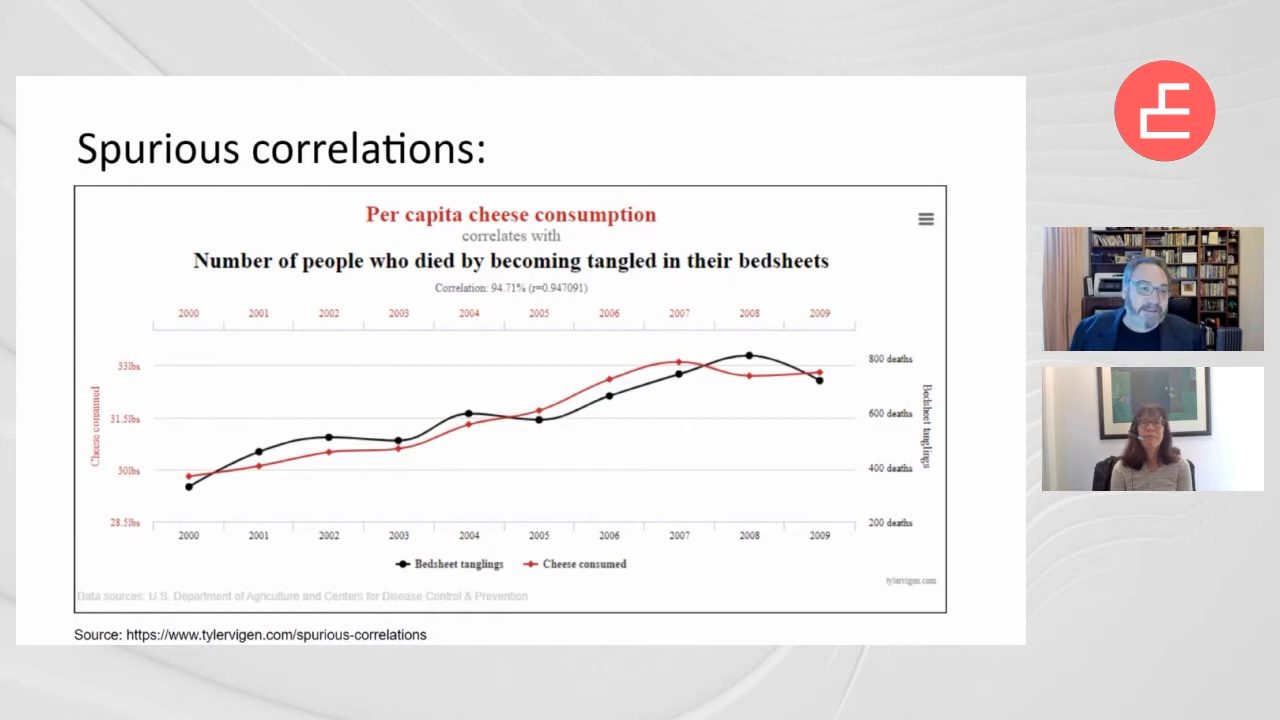 Spurious correlations:
Per capita cheese consumption
correlates with
Number of people who died by becoming tangled in their bedsheets
Correlation: 94.71% (r=0.947091)
2000 2001 2002 2003 2004 2005 2006 2007 2008 2009
Cheese consumed
33lbs
31.5lbs
30lbs
28.5lbs
800 deaths
600 deaths
400 deaths
200 deaths
Bedsheet tanglings
2000 2001 2002 2003 2004 2005 2006 2007 2008 2009
Bedsheet tanglings Cheese consumed
tylervigen.com
Data sources: U.S. Department of Agriculture and Centers for Disease Control & Prevention
Source: https://www.tylervigen.com/spurious-correlations